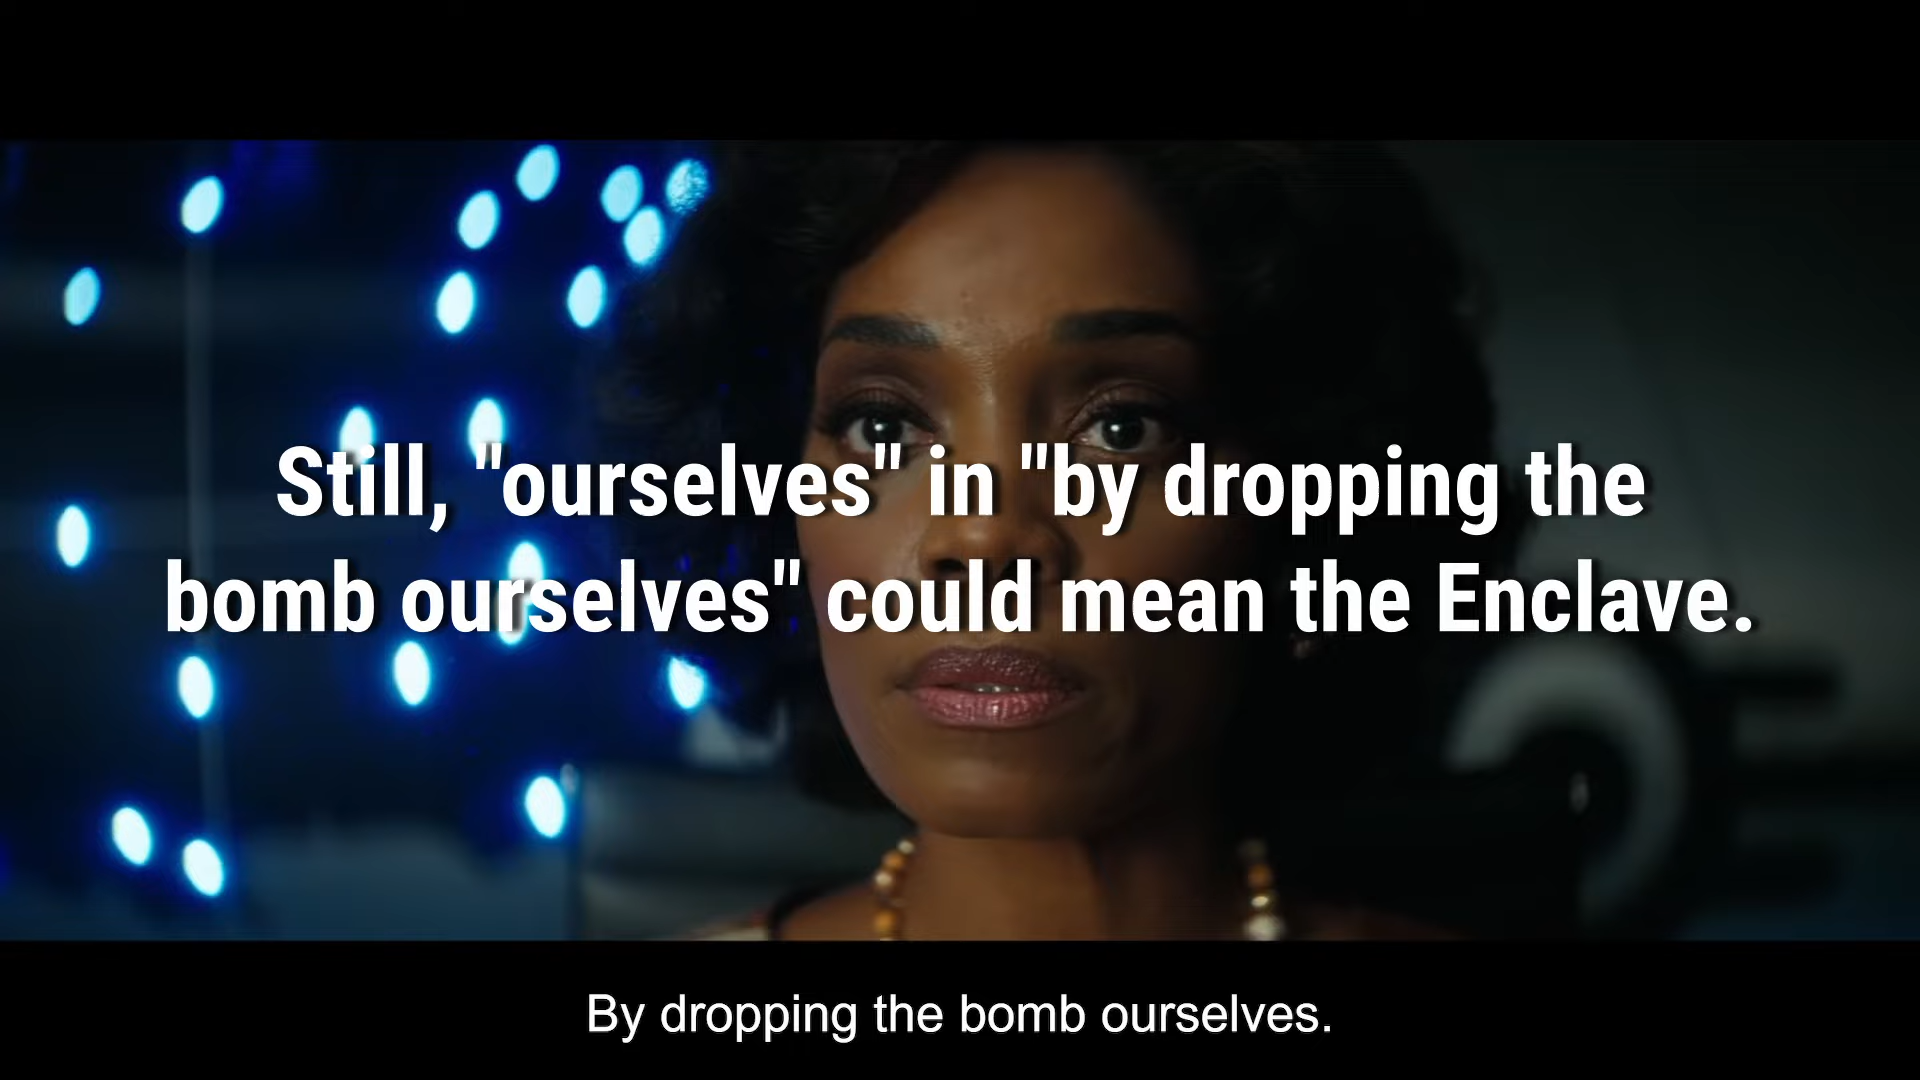 Still, "ourselves" in "by dropping the
bomb ourselves" could mean the Enclave.
By dropping the bomb ourselves.